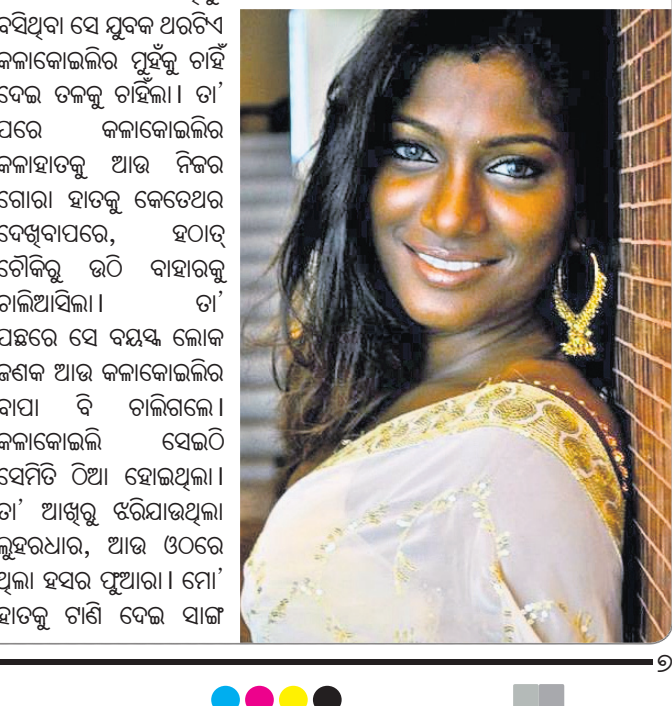 ବସିଥିବା ସେ ଯୁବକ ଥରଟିଏ
କଳାକୋଇଲିର ମୁହଁକୁ ଚାହିଁ
ଦେଇ ତଳକୁ ଚାହିଁଲା। ତା’
ପରେ କଳାକୋଇଲିର
କଳାହାତକୁ ଆଉ ନିଜର
ଗୋରା ହାତକୁ କେତେଥର
ଦେଖିବାପରେ, ହଠାତ୍
ଚୌକିରୁ ଉଠି ବାହାରକୁ
ଚାଲିଆସିଲା। ତା’
ପଛରେ ସେ ବୟସ୍କ ଲୋକ
ଜଣକ ଆଉ କଳାକୋଇଲିର
ବାପା ବି ଚାଲିଗଲେ।
କଳାକୋଇଲି ସେଇଠି
ସେମିତି ଠିଆ ହୋଇଥିଲା।
ତା’ ଆଖିରୁ ଝରିଯାଉଥିଲା
ଲୁହରଧାର, ଆଉ ଓଠରେ
ଥିଲା ହସର ଫୁଆରା। ମୋ’
ହାତକୁ ଟାଣି ଦେଇ ସାଙ୍ଗ